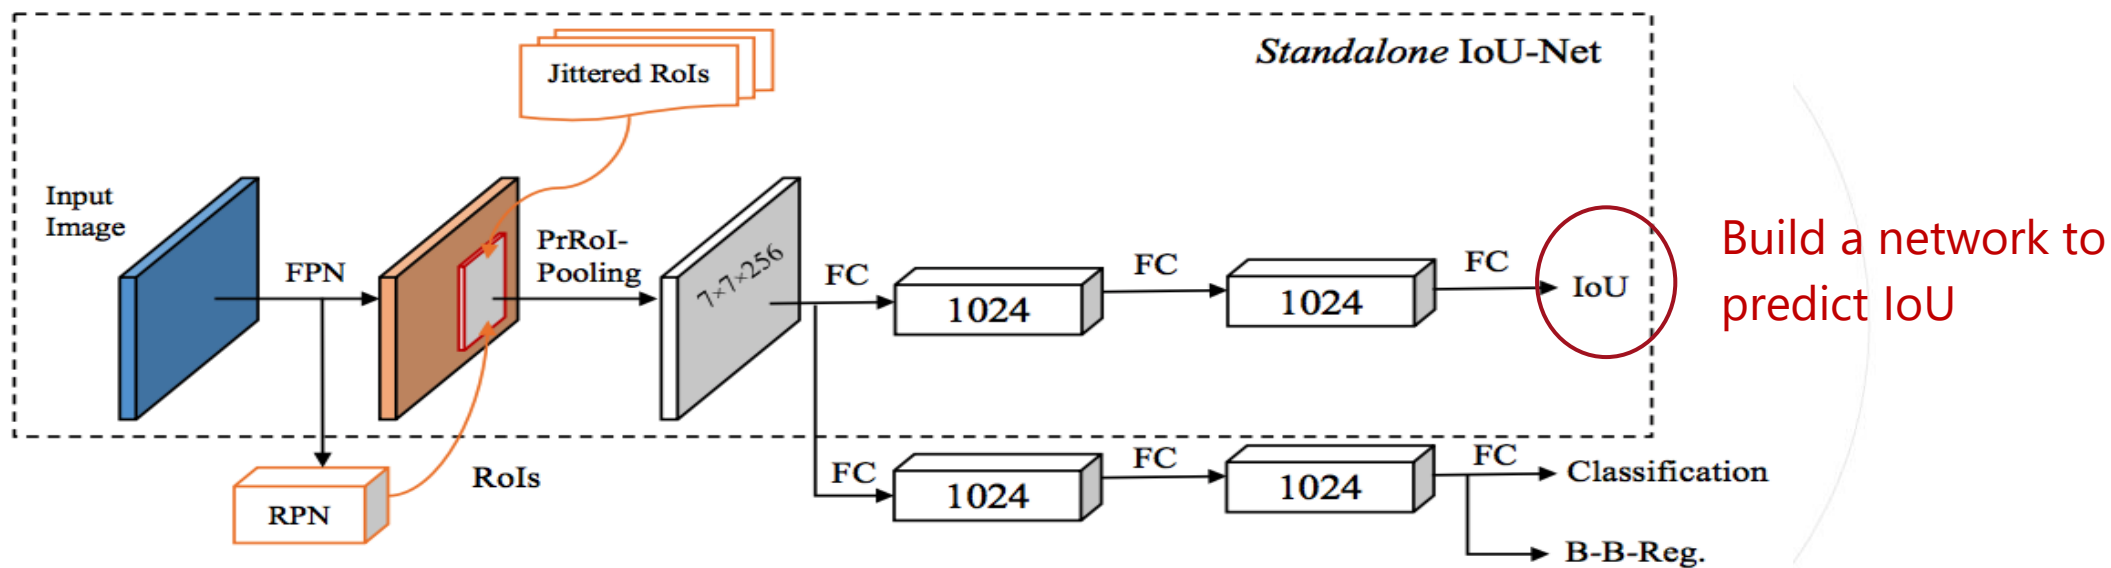 Jittered RoIs
Standalone IoU-Net
Input
Image
FPN
PrRoI-
Pooling
7×7×256
FC
1024
FC
1024
FC
IoU
Build a network to
predict IoU
RPN
RoIs
FC
1024
FC
1024
FC
Classification
B-B-Reg.